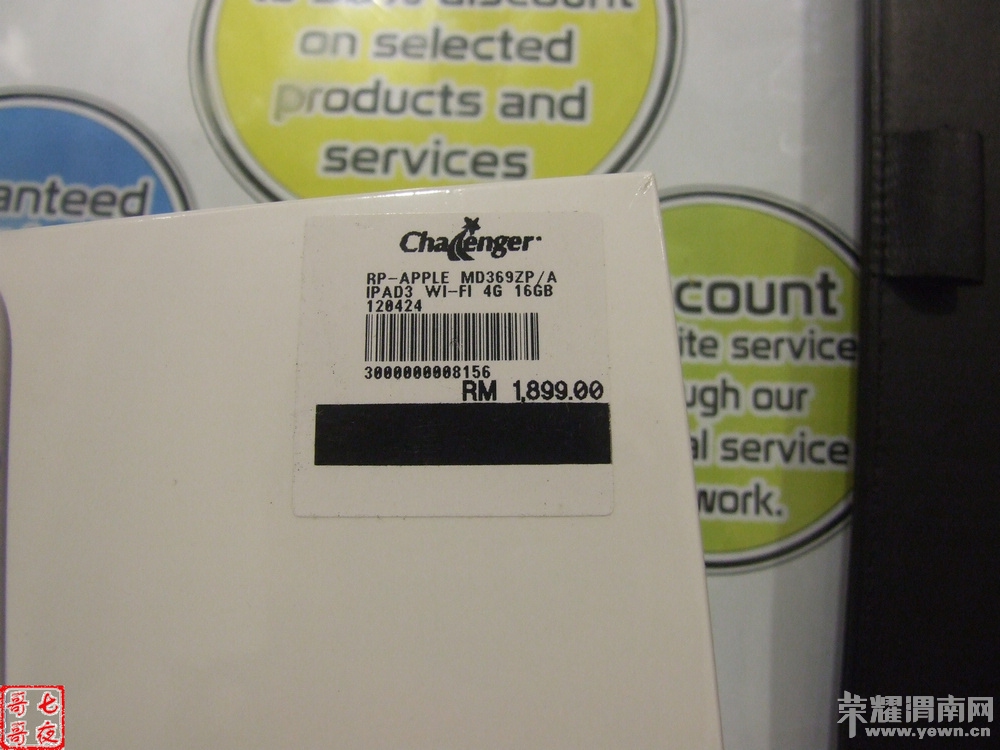 on selected
products and
services
anteed
Challenger
RP-APPLE MD369ZP/A
IPAD3 WI-FI 4G 16GB
120424
3000000008156
RM 1,899.00
count
ite service
ugh our
al service
work.
七夜
哥哥
荣耀渭南网
www.yewn.cn